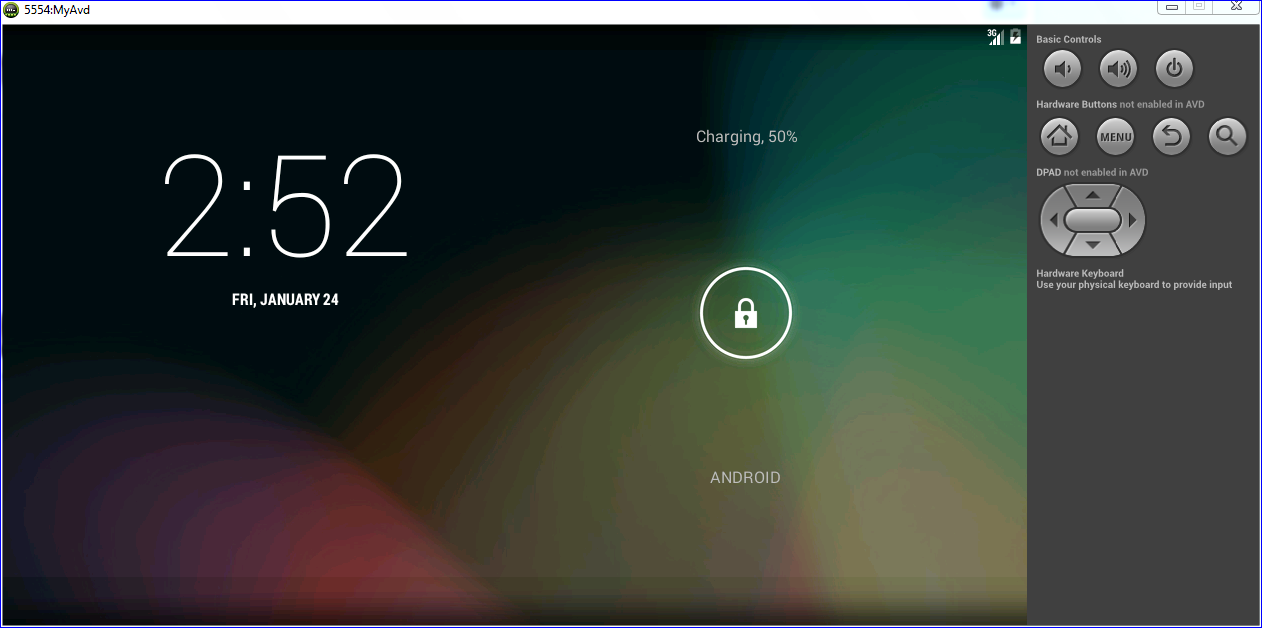 5554:MyAvd
3G
2:52
FRI, JANUARY 24
Charging, 50%
ANDROID
Basic Controls
Hardware Buttons not enabled in AVD
MENU
DPAD not enabled in AVD
Hardware Keyboard
Use your physical keyboard to provide input